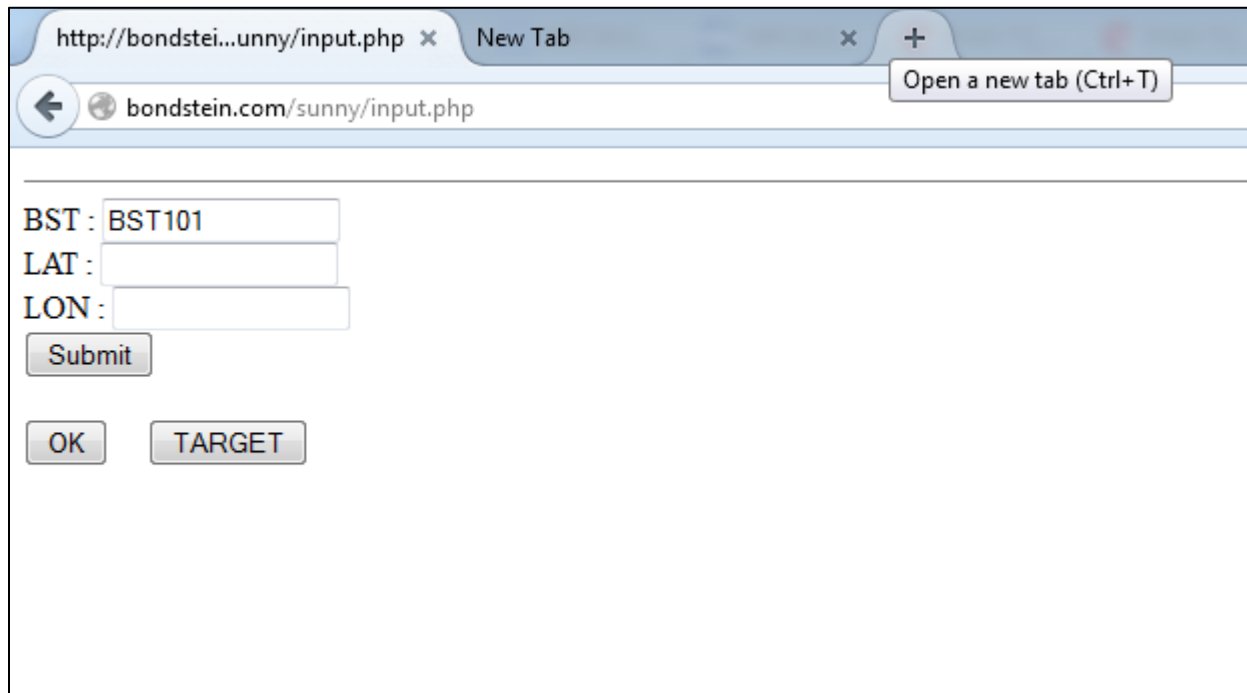 http://bondstei...unny/input.php New Tab
Open a new tab (Ctrl+T)
bondstein.com/sunny/input.php
BST : BST101
LAT :
LON :
Submit
OK TARGET